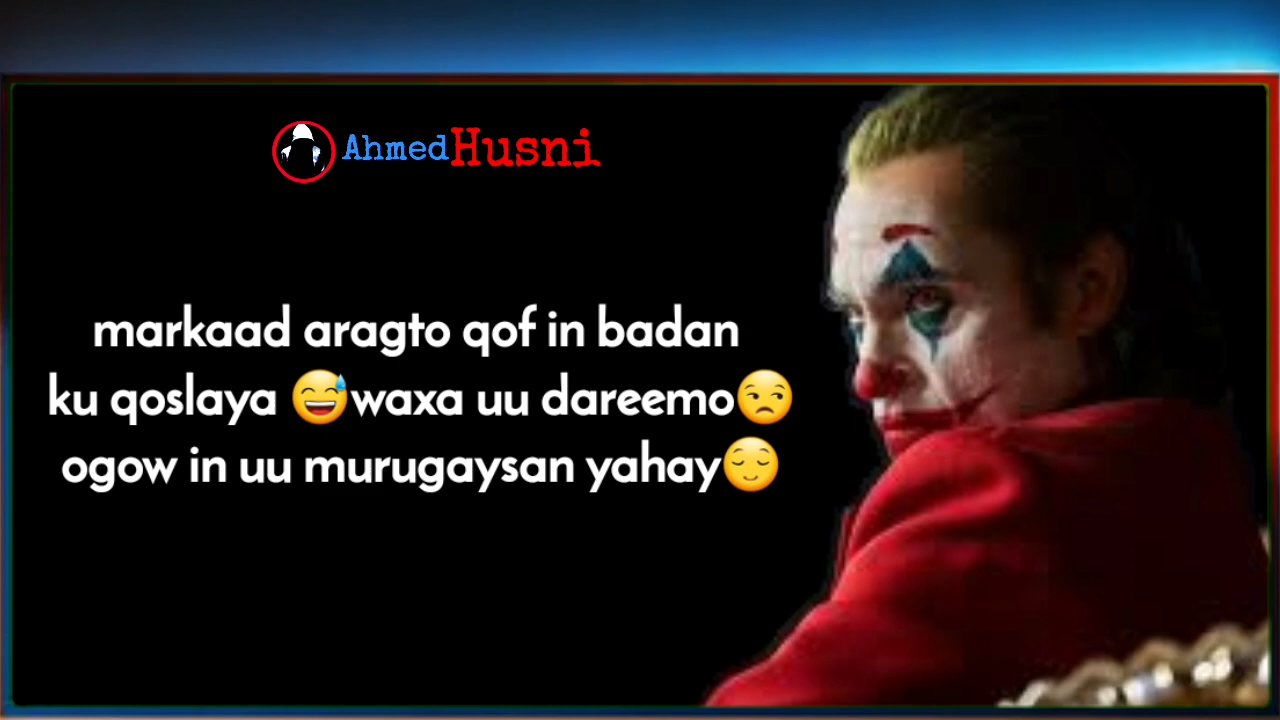 AhmedHusni
markaad aragto qof in badan
ku qoslaya 😅waxa uu dareemo😒
ogow in uu murugaysan yahay😌